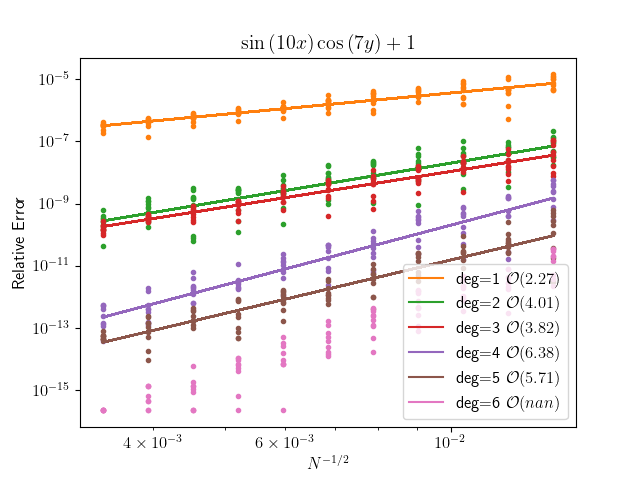 sin (10x) cos (7y) + 1
Relative Error
10⁻⁵
10⁻⁷
10⁻⁹
10⁻¹¹
10⁻¹³
10⁻¹⁵
deg=1 𝒪(2.27)
deg=2 𝒪(4.01)
deg=3 𝒪(3.82)
deg=4 𝒪(6.38)
deg=5 𝒪(5.71)
deg=6 𝒪(nan)
4 × 10⁻³ 6 × 10⁻³ 10⁻²
N⁻¹/²